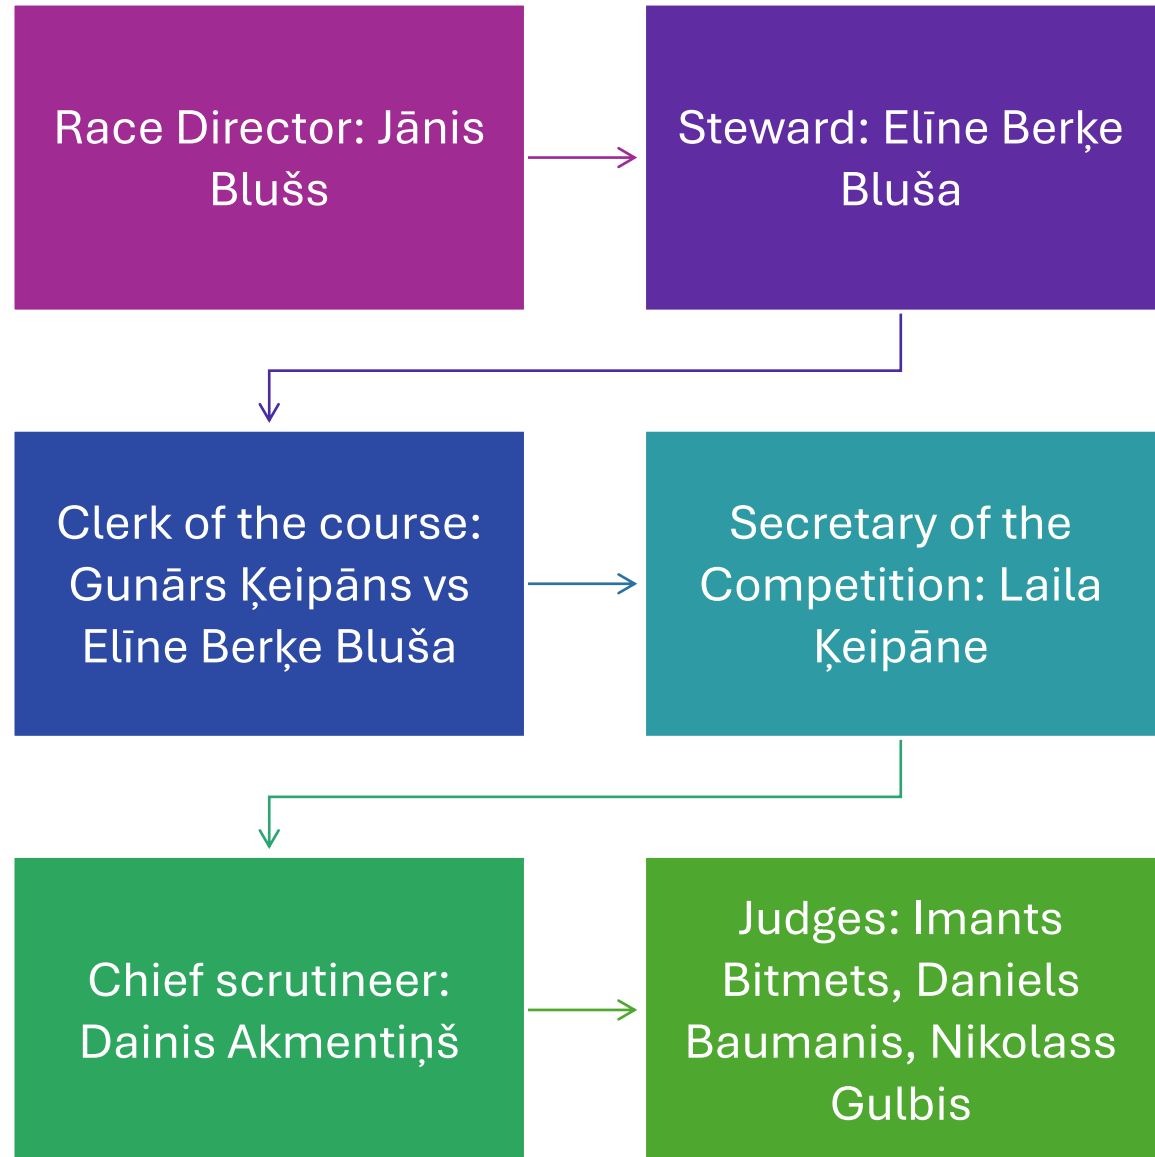 Race Director: Jānis
Blušs
Steward: Elīne Berķe
Bluša
Clerk of the course:
Gunārs Ķeipāns vs
Elīne Berķe Bluša
Secretary of the
Competition: Laila
Ķeipāne
Chief scrutineer:
Dainis Akmentiņš
Judges: Imants
Bitmets, Daniels
Baumanis, Nikolass
Gulbis